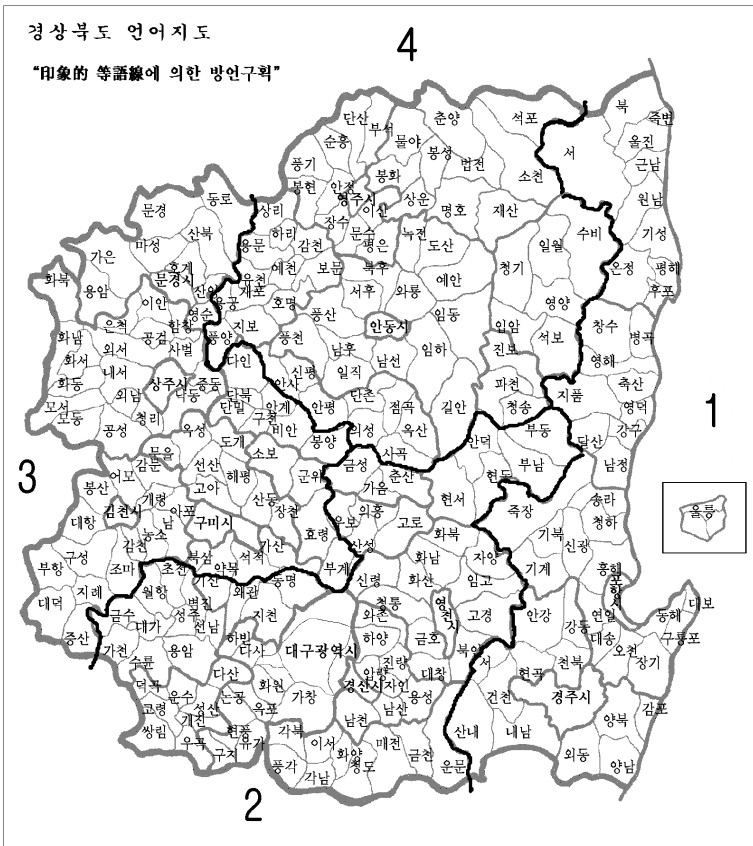 경상북도 언어지도
“印象的 等語線에 의한 방언구획”
4
북
단산
춘양
석포
죽변
부석
순흥
물야
봉성
울진
서
법전
근남
풍기
봉화
소천
봉현
안정
영주시
상운
원남
동로
이산
명호
재산
문경
상리
장수
산북
하리
문수
녹전
수비
기성
마성
용문
감천
평은
도산
일월
가은
호계
예천
보문
북후
청기
온정
평해
화북
문경시
유천
예안
용암
산양
개포
서후
와룡
후포
이안
용궁
호명
영양
영순
풍산
임동
은척
함창
지보
안동시
입암
창수
병곡
화남
공검
풍양
풍천
석보
외서
사벌
남후
임하
진보
영해
화서
다인
남선
내서
신평
일직
화동
상주시
중동
안사
파천
축산
외남
낙동
단북
단촌
지품
모서
단밀
안계
안평
점곡
길안
청송
영덕
모동
청리
구천
1
공성
옥성
비안
의성
옥산
부동
강구
도개
봉양
안덕
달산
문을
소보
사곡
3
어모
감문
선산
금성
춘산
부남
남정
해평
군위
현동
봉산
고아
가음
개령
현서
송라
김천시
아포
산동
장천
의흥
죽장
울릉
대항
남
구미시
우보
고로
청하
농소
효령
화북
기북
감천
가산
산성
신광
구성
북삼
석적
화남
자양
부항
조마
초전
약목
부계
기계
흥해
기산
동명
신령
화산
임고
대덕
지례
월항
왜관
포항시
대보
벽진
청통
영천시
금수
성주
지천
와촌
고경
안강
연일
동해
대가
선남
강동
증산
하빈
하양
금호
대송
구룡포
가천
용암
다사
대구광역시
북안
오천
수륜
진량
서
천북
장기
다산
압량
대창
현곡
덕곡
화원
경산시
자인
운수
논공
가창
용성
건천
경주시
고령
성산
옥포
남산
감포
개진
남천
양북
쌍림
현풍
각북
산내
내남
우곡
유가
이서
매전
구지
화양
금천
외동
풍각
청도
운문
양남
각남
2